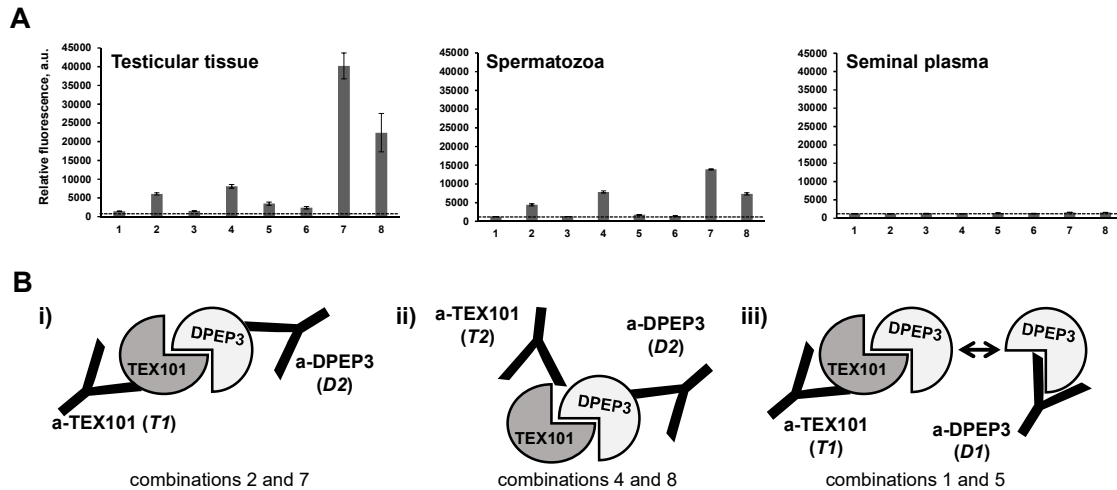 A
Testicular tissue
Relative fluorescence, a.u.
45000
40000
35000
30000
25000
20000
15000
10000
5000
0
1 2 3 4 5 6 7 8
Spermatozoa
45000
40000
35000
30000
25000
20000
15000
10000
5000
0
1 2 3 4 5 6 7 8
Seminal plasma
45000
40000
35000
30000
25000
20000
15000
10000
5000
0
1 2 3 4 5 6 7 8
B
i)
DPEP3
TEX101
a-DPEP3
(D2)
a-TEX101 (T1)
combinations 2 and 7
ii)
a-TEX101
(T2)
a-DPEP3
(D2)
DPEP3
TEX101
combinations 4 and 8
iii)
DPEP3
DPEP3
TEX101
a-TEX101
(T1)
a-DPEP3
(D1)
combinations 1 and 5